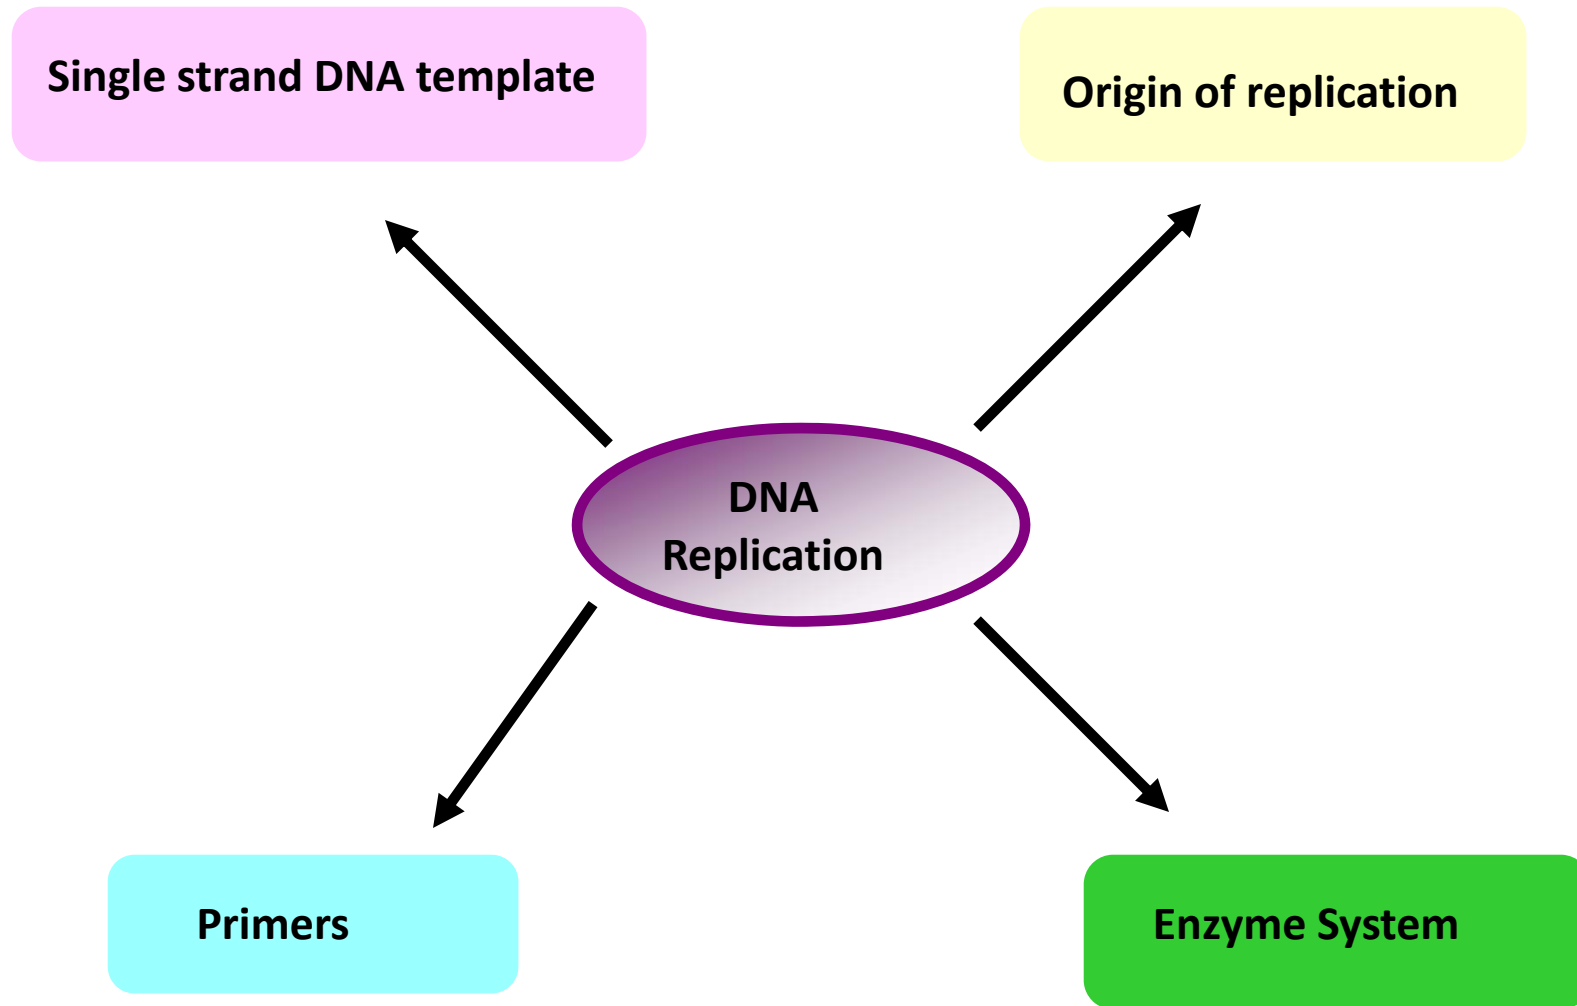 Single strand DNA template
Origin of replication
DNA
Replication
Primers
Enzyme System